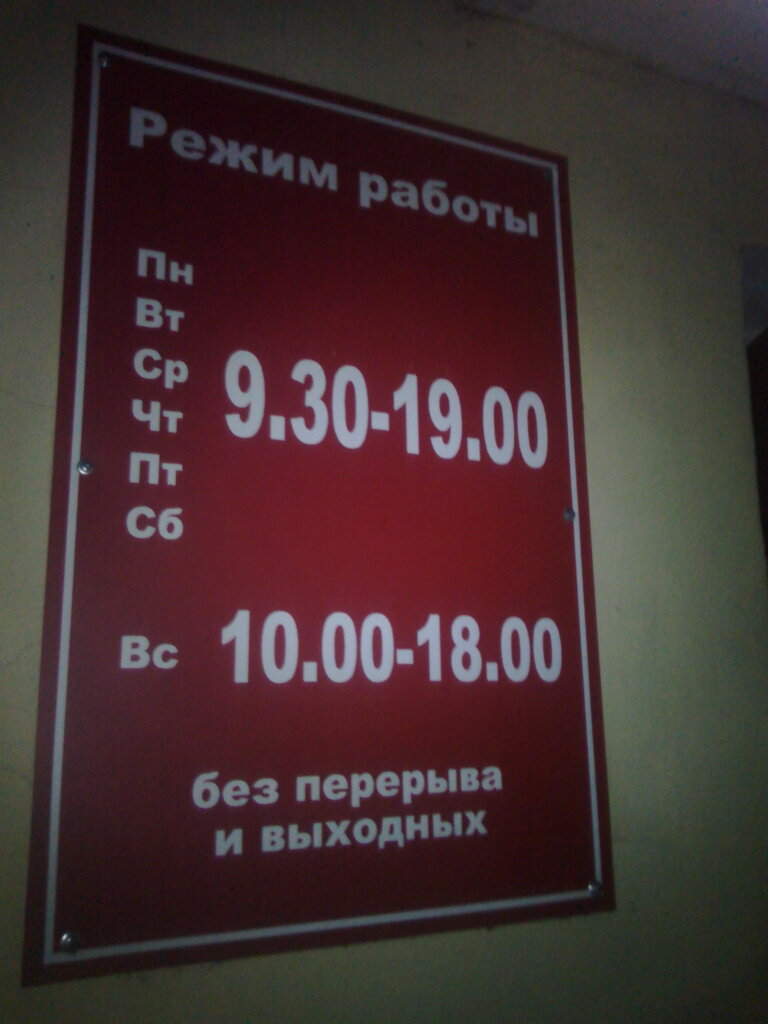 Режим работы
Пн
Вт
Ср
Чт
Пт
Сб
9.30-19.00
Вс 10.00-18.00
без перерыва
и выходных